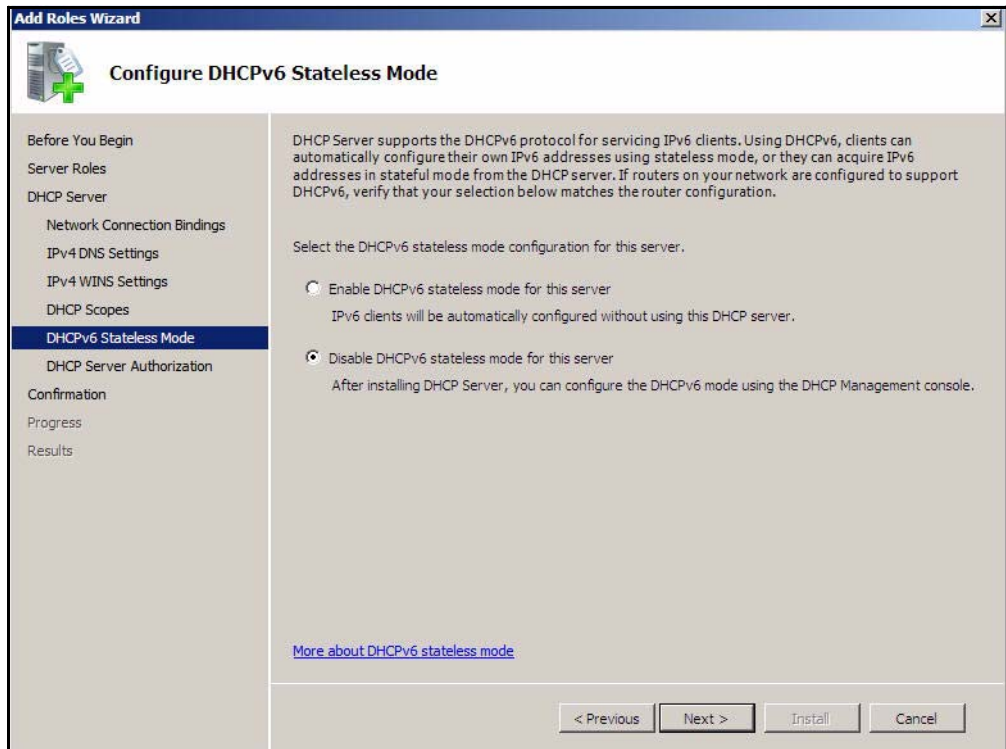 Add Roles Wizard
Configure DHCPv6 Stateless Mode
Before You Begin
Server Roles
DHCP Server
Network Connection Bindings
IPv4 DNS Settings
IPv4 WINS Settings
DHCP Scopes
DHCPv6 Stateless Mode
DHCP Server Authorization
Confirmation
Progress
Results
DHCP Server supports the DHCPv6 protocol for servicing IPv6 clients. Using DHCPv6, clients can
automatically configure their own IPv6 addresses using stateless mode, or they can acquire IPv6
addresses in stateful mode from the DHCP server. If routers on your network are configured to support
DHCPv6, verify that your selection below matches the router configuration.
Select the DHCPv6 stateless mode configuration for this server.
Enable DHCPv6 stateless mode for this server
IPv6 clients will be automatically configured without using this DHCP server.
Disable DHCPv6 stateless mode for this server
After installing DHCP Server, you can configure the DHCPv6 mode using the DHCP Management console.
More about DHCPv6 stateless mode
< Previous
Next >
Install
Cancel